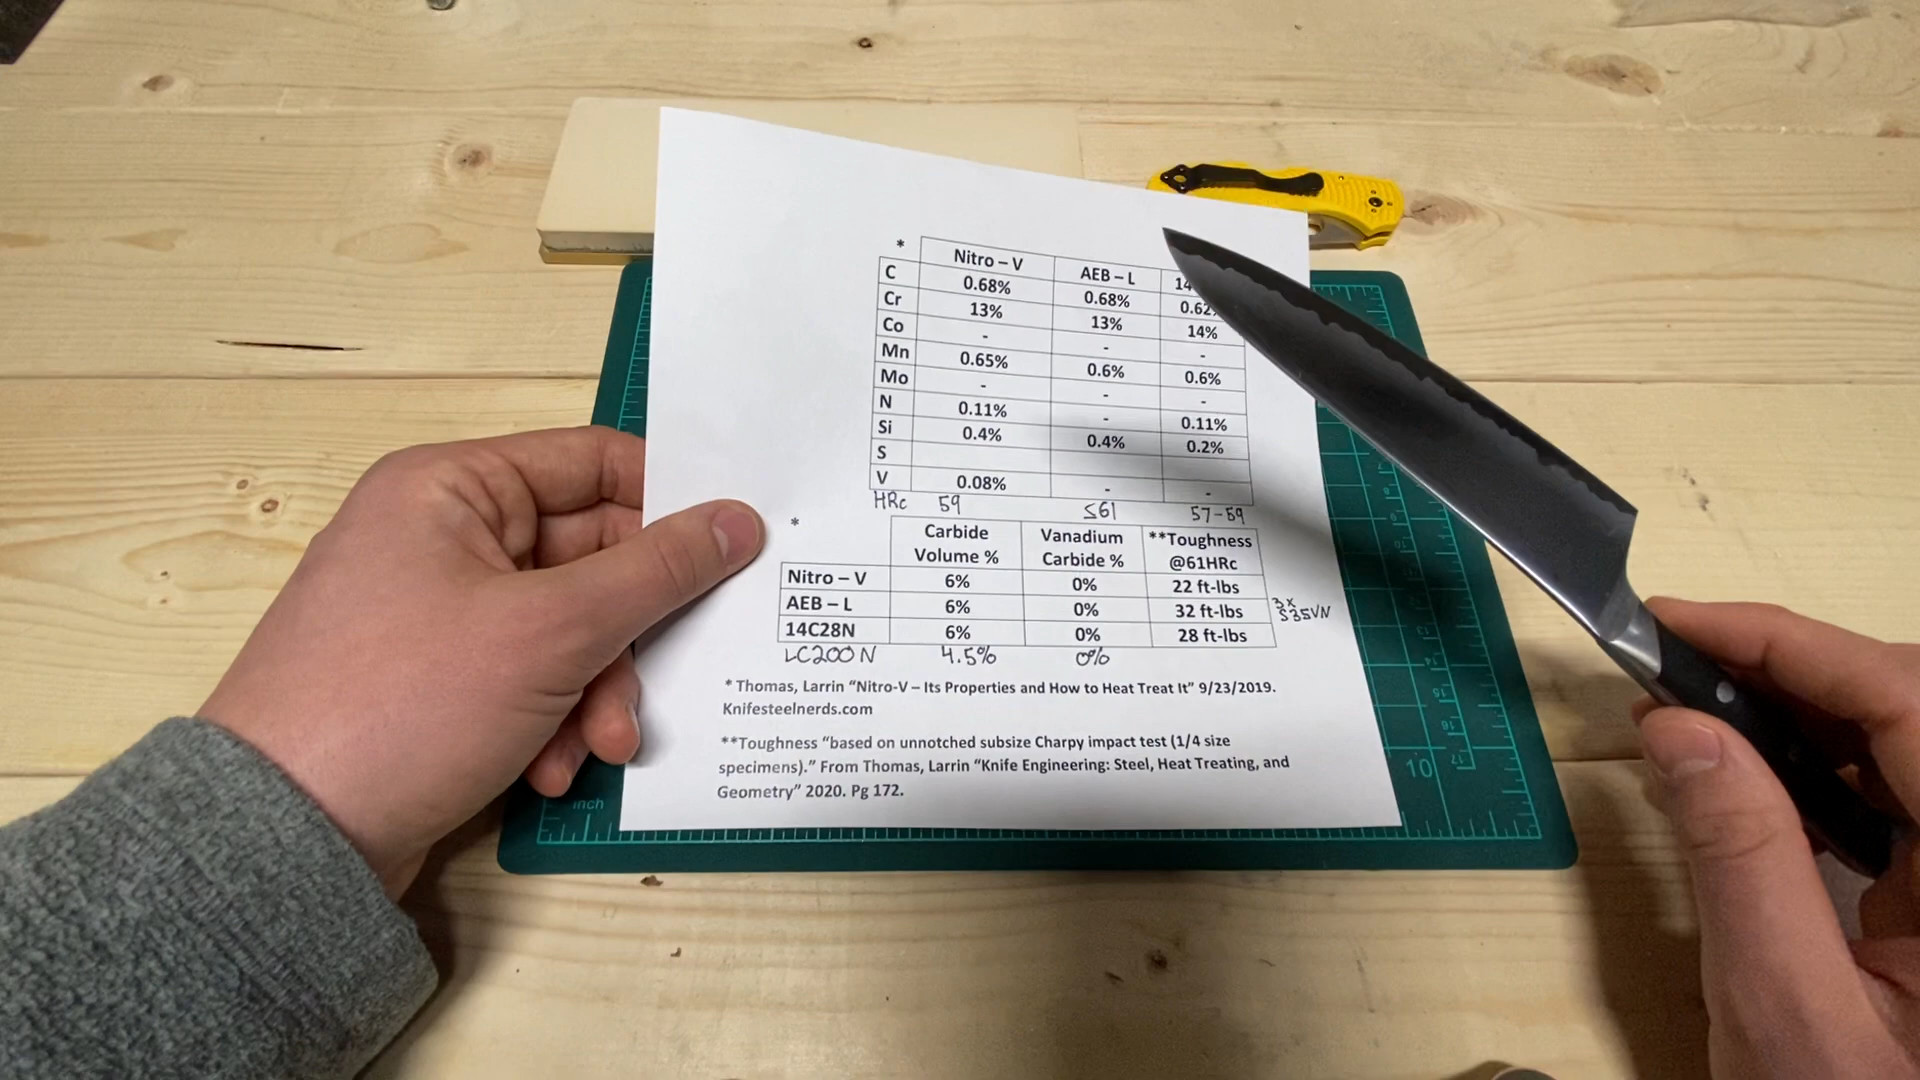 * Nitro – V AEB – L 14
C 0.68% 0.68% 0.62
Cr 13% 13% 14%
Co - - -
Mn 0.65% 0.6% 0.6%
Mo - - -
N 0.11% - 0.11%
Si 0.4% 0.4% 0.2%
S
V 0.08% - -
HRc 59 ≤61 57-59
* Carbide Volume % Vanadium Carbide % **Toughness @61HRc
Nitro – V 6% 0% 22 ft-lbs
AEB – L 6% 0% 32 ft-lbs 3x S35VN
14C28N 6% 0% 28 ft-lbs
LC200N 4.5% 0%
* Thomas, Larrin “Nitro-V – Its Properties and How to Heat Treat It” 9/23/2019.
Knifesteelnerds.com
**Toughness “based on unnotched subsize Charpy impact test (1/4 size
specimens).” From Thomas, Larrin “Knife Engineering: Steel, Heat Treating, and
Geometry” 2020. Pg 172.
inch
10